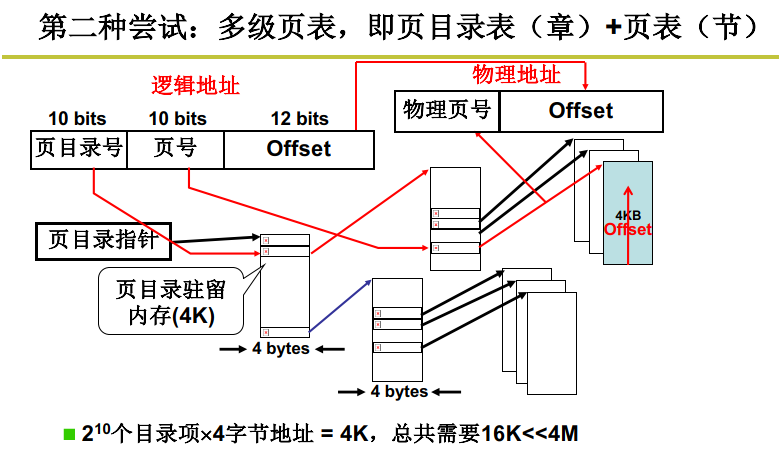 第二种尝试：多级页表，即页目录表（章）+页表（节）
逻辑地址
物理地址
10 bits 10 bits 12 bits
页目录号 页号 Offset
物理页号 Offset
页目录指针
4KB
Offset
页目录驻留
内存(4K)
4 bytes
4 bytes
2¹⁰个目录项×4字节地址 = 4K，总共需要16K<<4M